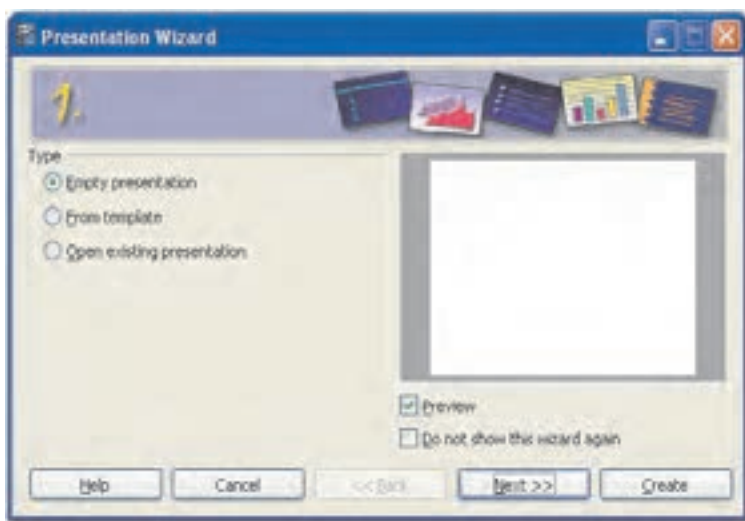 Presentation Wizard
1.
Type
Empty presentation
From template
Open existing presentation
Preview
Do not show this wizard again
Help
Cancel
<< Back
Next >>
Create